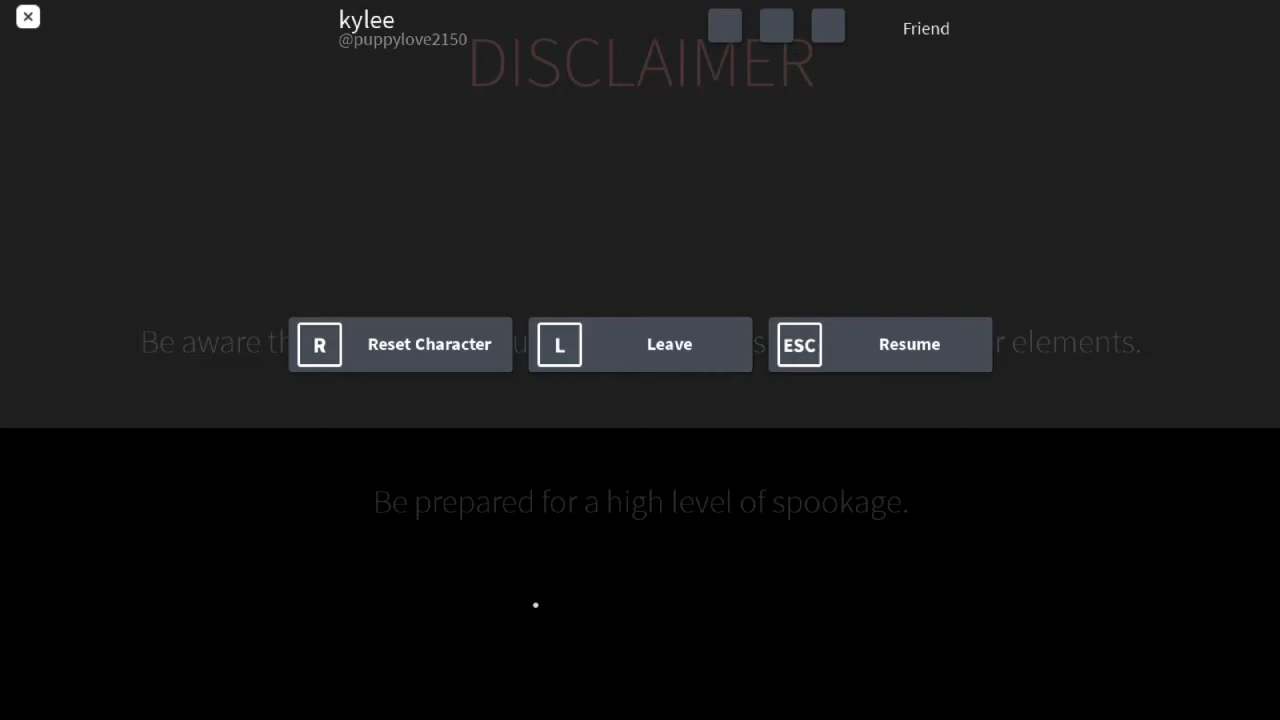 kylee
@puppylove2150
Friend
DISCLAIMER
Be aware th
r elements.
R Reset Character
L Leave
ESC Resume
Be prepared for a high level of spookage.